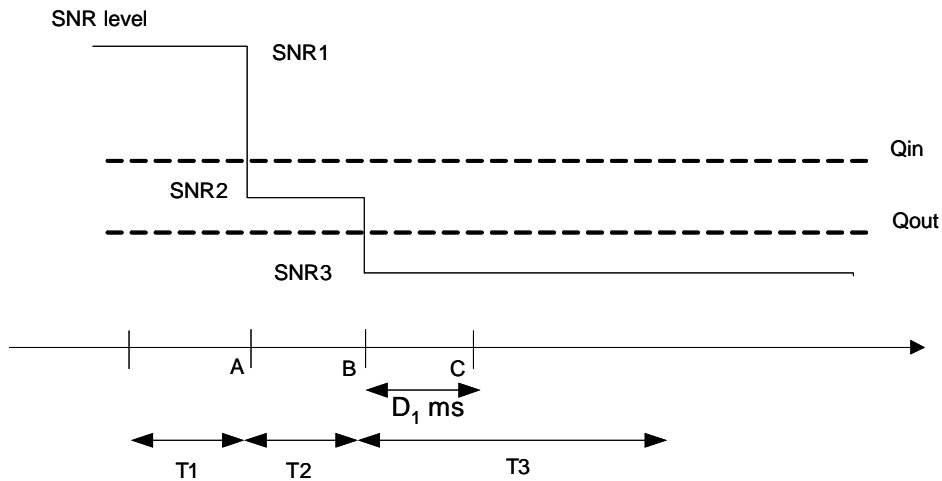 SNR level
SNR1
Qin
SNR2
Qout
SNR3
A
B
C
D₁ ms
T1
T2
T3